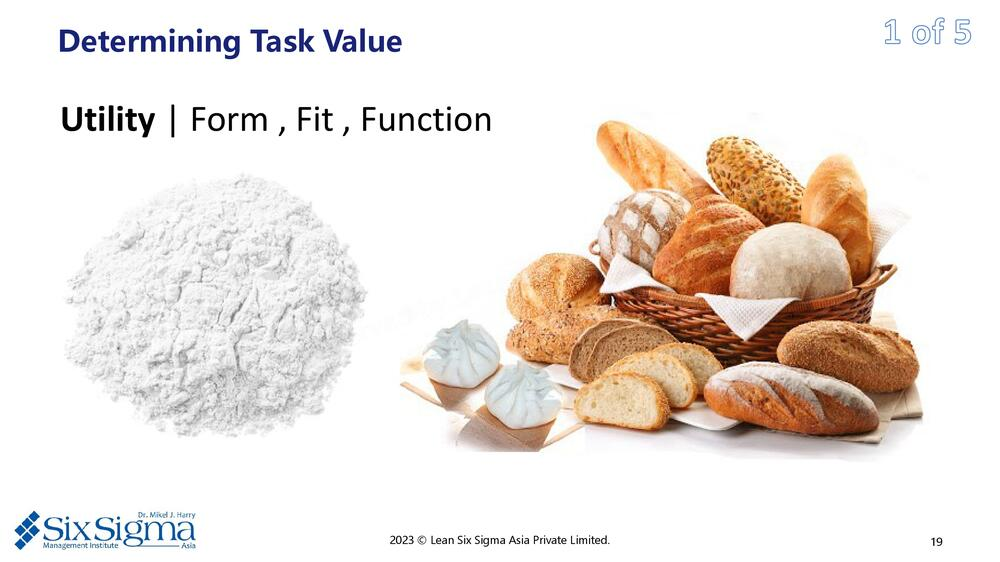 Determining Task Value
1 of 5
Utility | Form , Fit , Function
Dr. Mikel J. Harry
Six Sigma
Management Institute Asia
2023 © Lean Six Sigma Asia Private Limited.
19